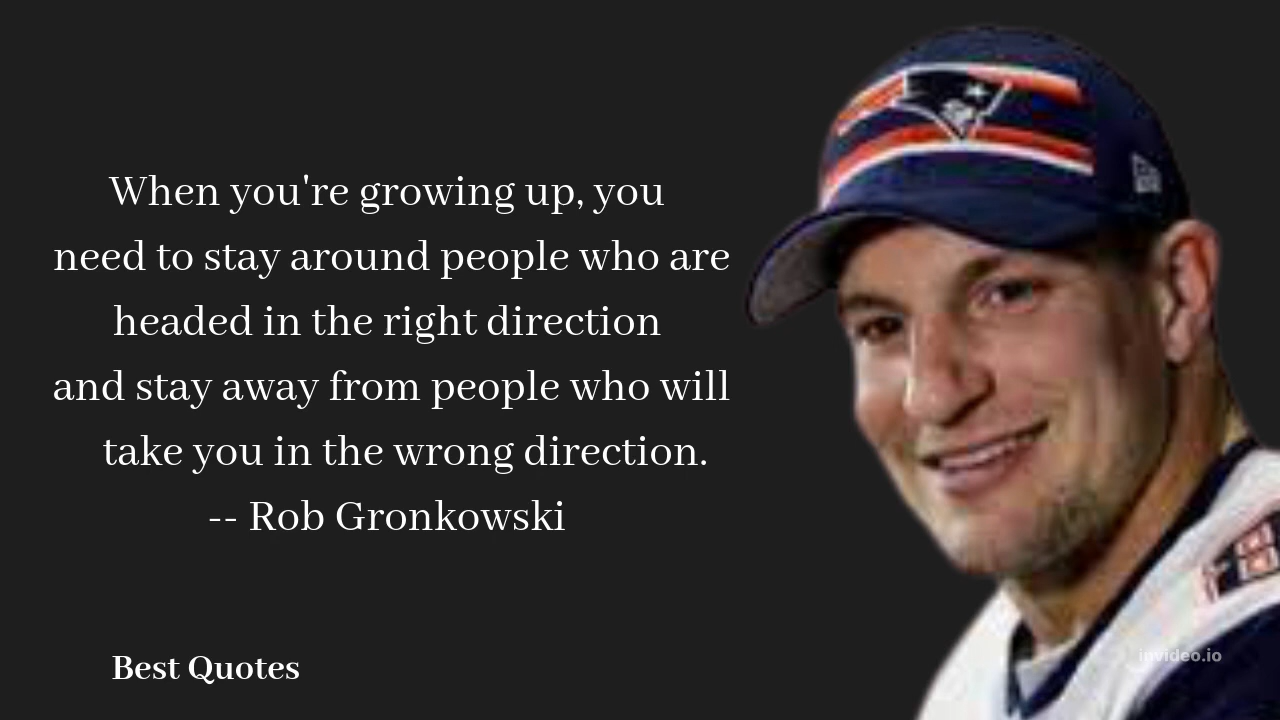 When you're growing up, you
need to stay around people who are
headed in the right direction
and stay away from people who will
take you in the wrong direction.
-- Rob Gronkowski
Best Quotes
invideo.io